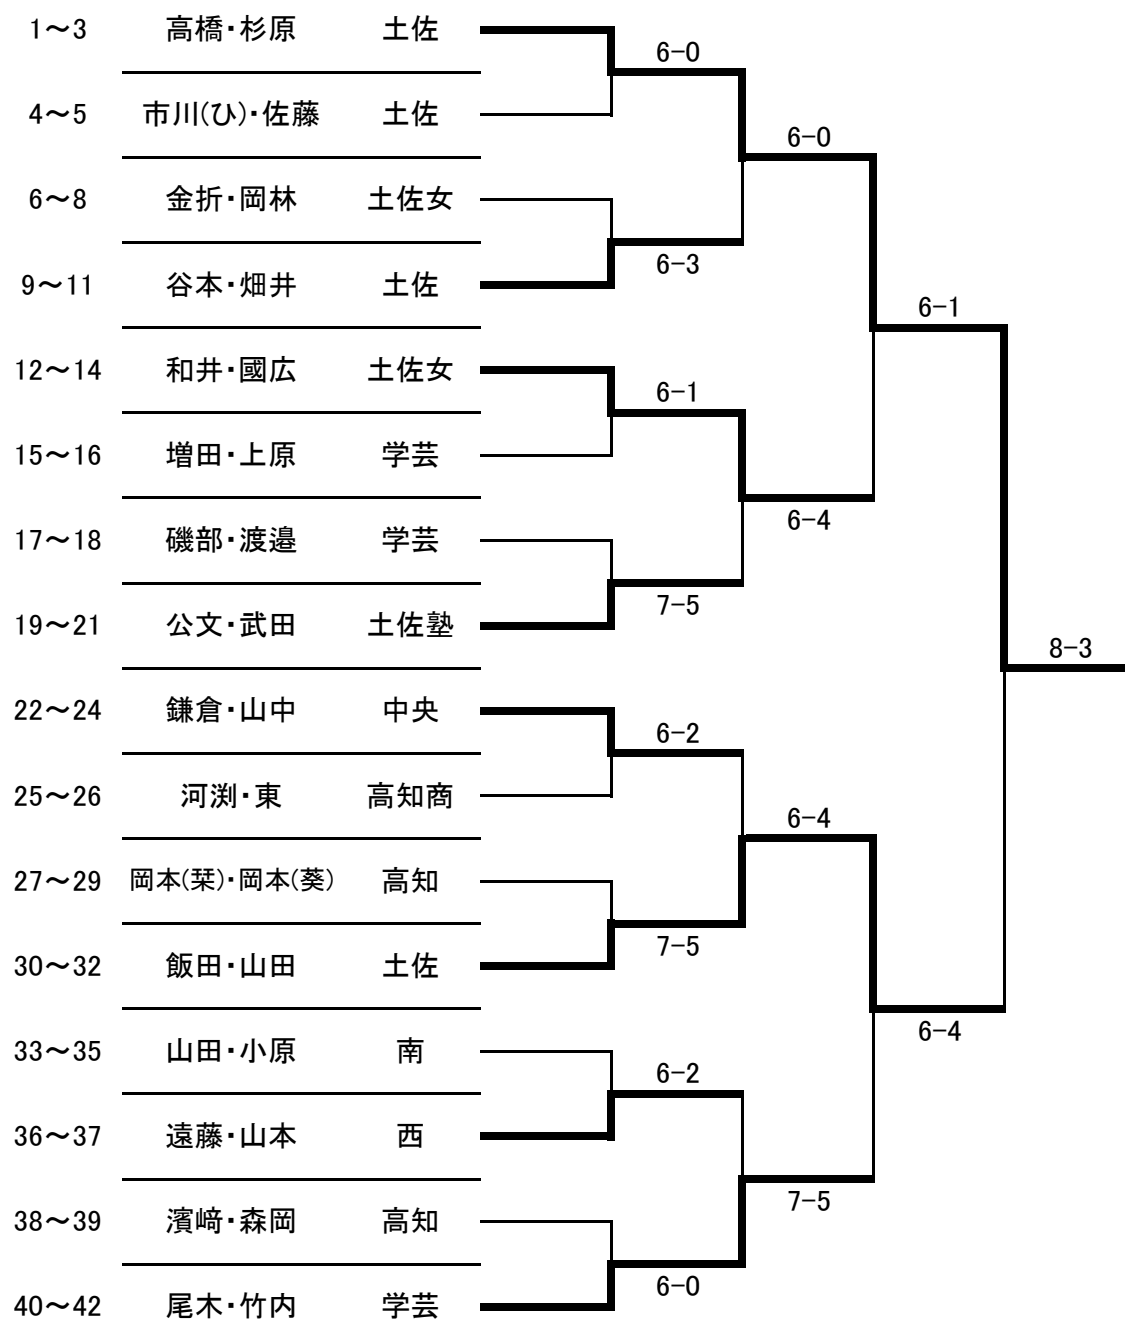 1～3 高橋・杉原 土佐
6-0
4～5 市川(ひ)・佐藤 土佐
6-0
6～8 金折・岡林 土佐女
6-3
9～11 谷本・畑井 土佐
6-1
12～14 和井・國広 土佐女
6-1
15～16 増田・上原 学芸
6-4
17～18 磯部・渡邉 学芸
7-5
19～21 公文・武田 土佐塾
8-3
22～24 鎌倉・山中 中央
6-2
25～26 河渕・東 高知商
6-4
27～29 岡本(栞)・岡本(葵) 高知
7-5
30～32 飯田・山田 土佐
6-4
33～35 山田・小原 南
6-2
36～37 遠藤・山本 西
7-5
38～39 濱﨑・森岡 高知
6-0
40～42 尾木・竹内 学芸